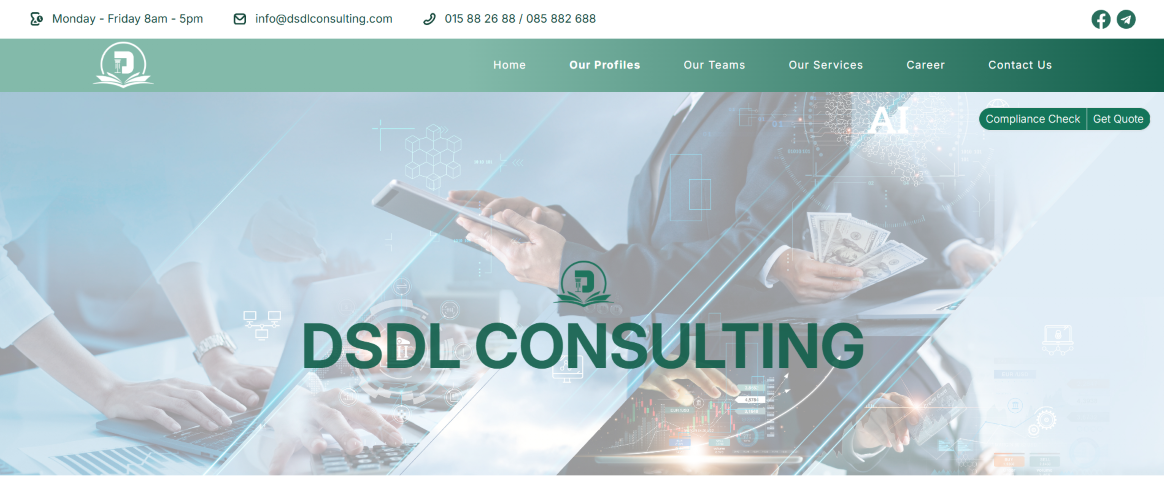 Monday - Friday 8am - 5pm
info@dsdlconsulting.com
015 88 26 88 / 085 882 688
Home
Our Profiles
Our Teams
Our Services
Career
Contact Us
AI
Compliance Check
Get Quote
DSDL CONSULTING